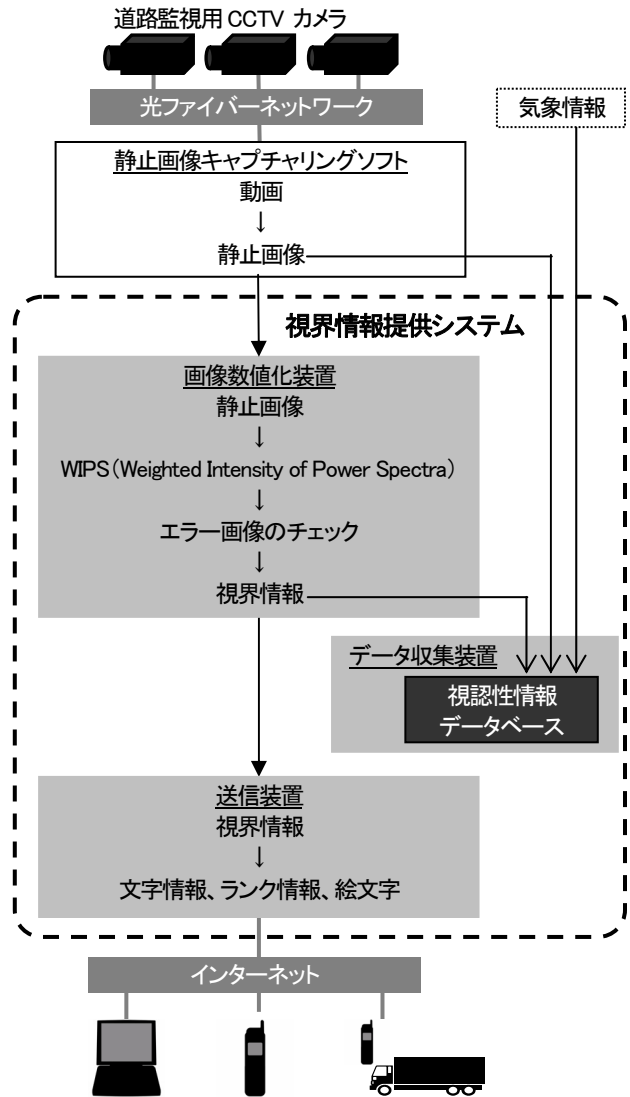 道路監視用CCTV カメラ
光ファイバーネットワーク
気象情報
静止画像キャプチャリングソフト
動画
↓
静止画像
視界情報提供システム
画像数値化装置
静止画像
↓
WIPS(Weighted Intensity of Power Spectra)
↓
エラー画像のチェック
↓
視界情報
データ収集装置
視認性情報
データベース
送信装置
視界情報
↓
文字情報、ランク情報、絵文字
インターネット